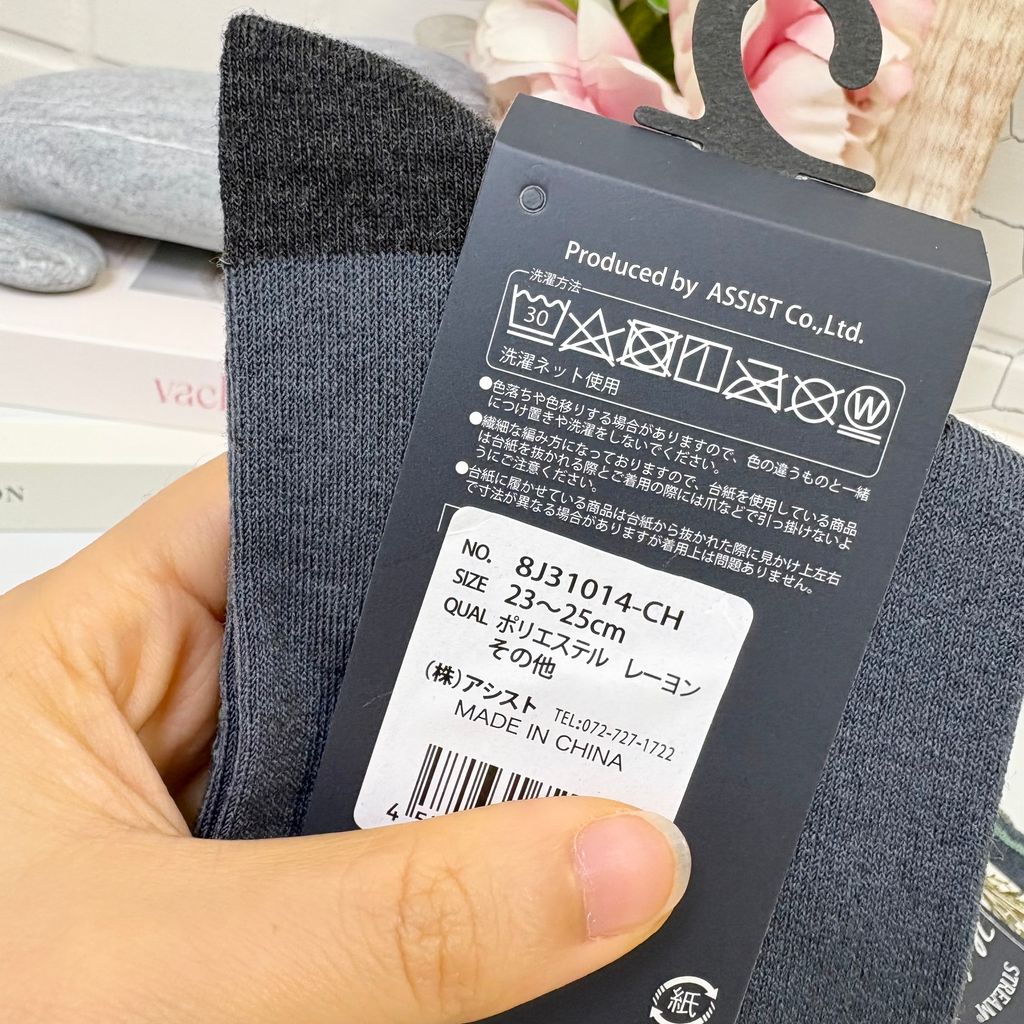 Produced by ASSIST Co.,Ltd.
洗濯方法
30
W
洗濯ネット使用
●色落ちや色移りする場合がありますので、色の違うものと一緒
につけ置きや洗濯をしないでください。
●繊細な編み方になっておりますので、台紙を使用している商品
は台紙を抜かれる際とご着用の際には爪などで引っ掛けないよ
うにご注意ください。
●台紙に履かせている商品は台紙から抜かれた際に見かけ上左右
で寸法が異なる場合がありますが着用上は問題ありません。
NO. 8J31014-CH
SIZE 23～25cm
QUAL ポリエステル レーヨン
その他
(株)アシスト TEL:072-727-1722
MADE IN CHINA
4
紙
vach
ON
STREAM